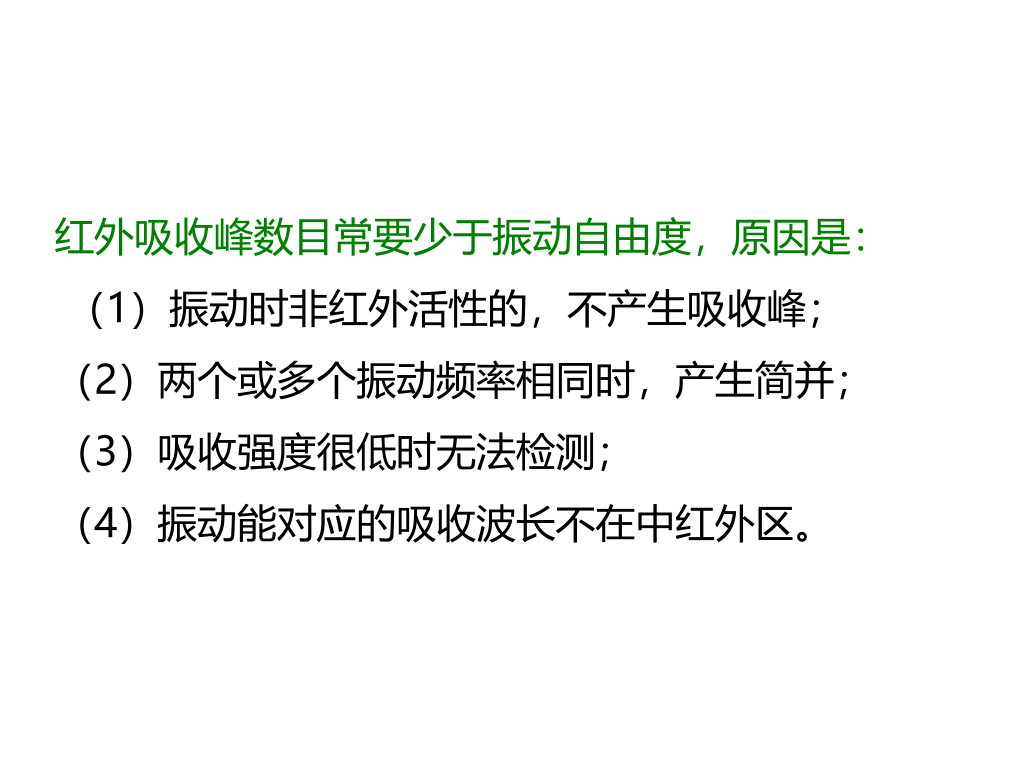 红外吸收峰数目常要少于振动自由度，原因是：
（1）振动时非红外活性的，不产生吸收峰；
（2）两个或多个振动频率相同时，产生简并；
（3）吸收强度很低时无法检测；
（4）振动能对应的吸收波长不在中红外区。